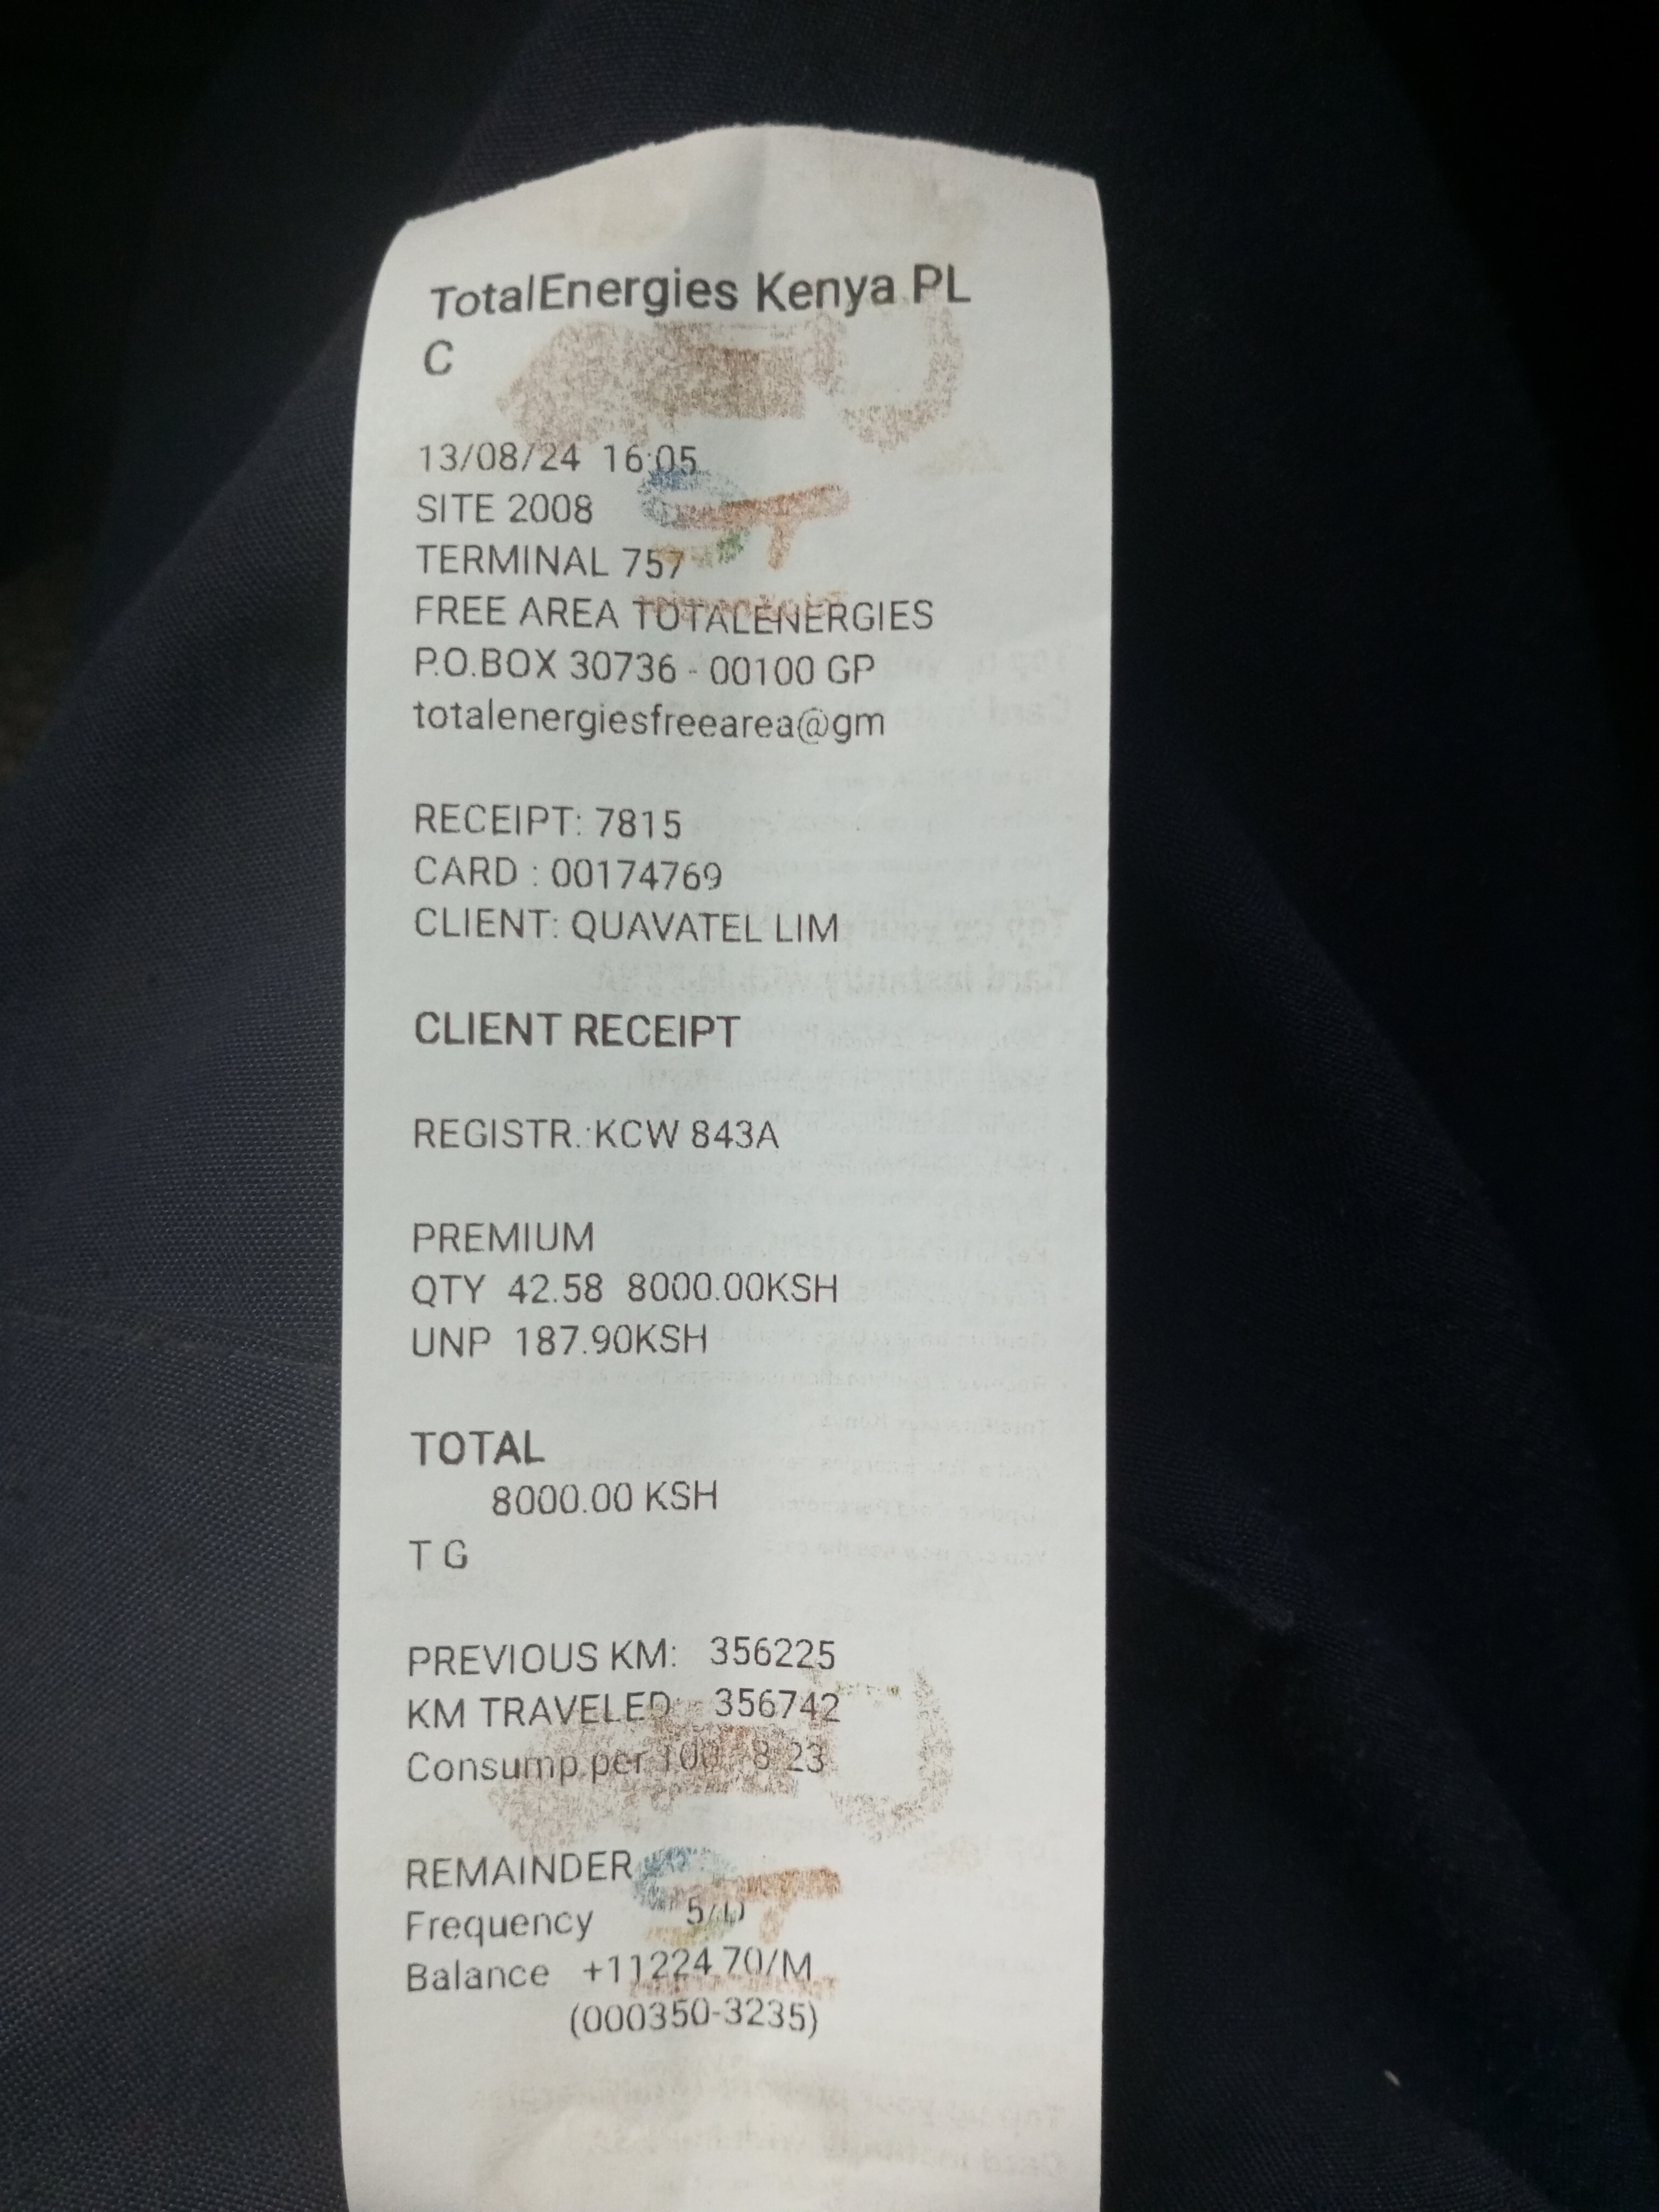 TotalEnergies Kenya PL
C
13/08/24 16:05
SITE 2008
TERMINAL 757
FREE AREA TOTALENERGIES
P.O.BOX 30736 - 00100 GP
totalenergiesfreearea@gm
RECEIPT: 7815
CARD : 00174769
CLIENT: QUAVATEL LIM
CLIENT RECEIPT
REGISTR.:KCW 843A
PREMIUM
QTY 42.58 8000.00KSH
UNP 187.90KSH
TOTAL
8000.00 KSH
T G
PREVIOUS KM: 356225
KM TRAVELED: 356742
Consump.per 100 8.23
REMAINDER
Frequency 5/D
Balance +11224.70/M
(000350-3235)